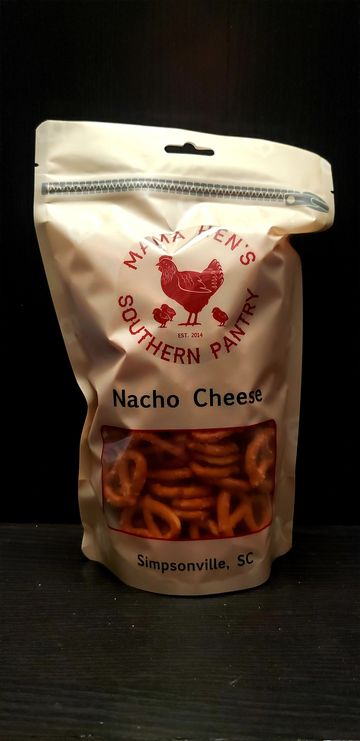 MAMA HEN'S
EST. 2014
SOUTHERN PANTRY
Nacho Cheese
Simpsonville, SC